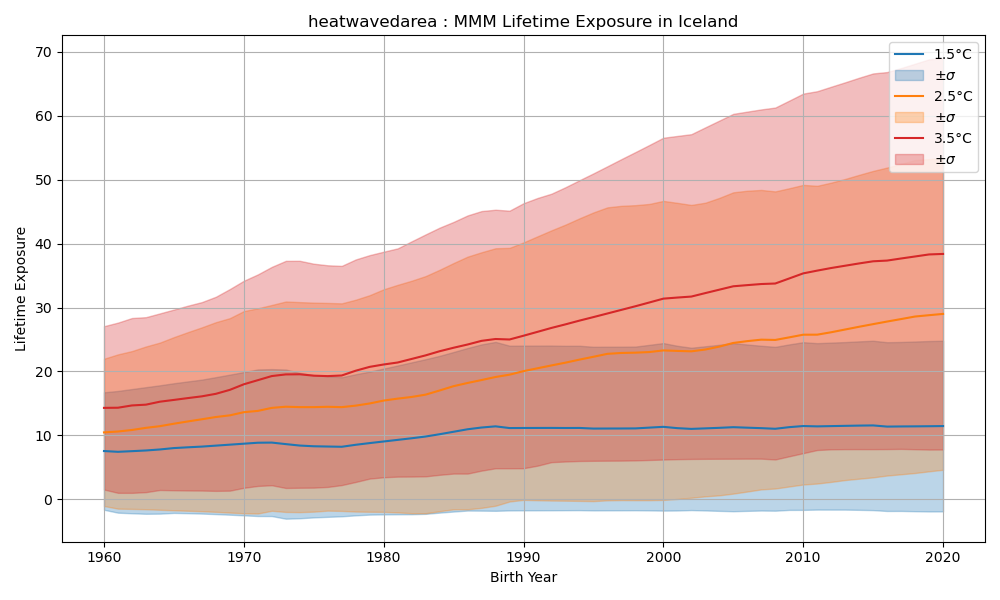 heatwavedarea : MMM Lifetime Exposure in Iceland
Lifetime Exposure
70
60
50
40
30
20
10
0
1960
1970
1980
1990
2000
2010
2020
Birth Year
1.5°C
±σ
2.5°C
±σ
3.5°C
±σ